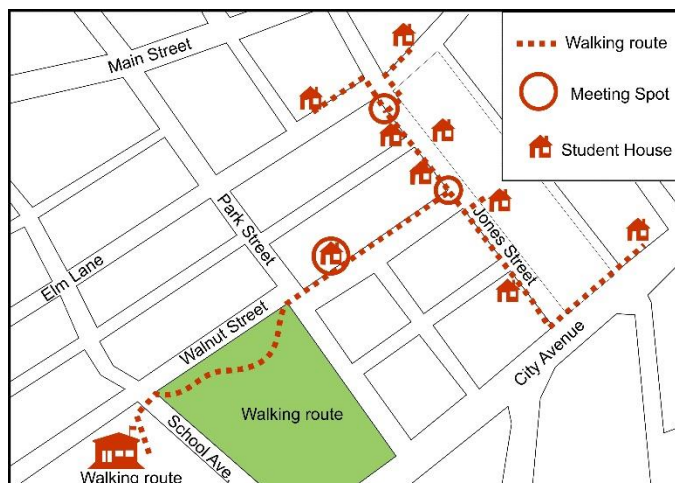 Main Street
Walking route
Meeting Spot
Student House
Park Street
Jones Street
Elm Lane
Walnut Street
City Avenue
Walking route
School Ave.
Walking route